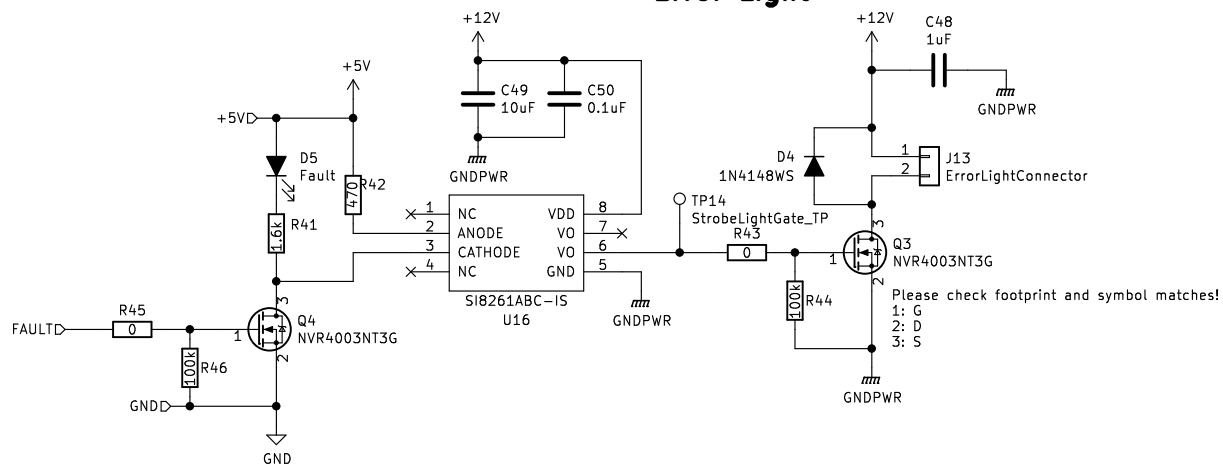 +12V
C49
10uF
C50
0.1uF
GNDPWR
+12V
C48
1uF
GNDPWR
+5V
+5V
D5
Fault
R42
470
R41
1.6k
1
NC
2
ANODE
3
CATHODE
4
NC
VDD
8
VO
7
VO
6
GND
5
SI8261ABC-IS
U16
GNDPWR
TP14
StrobeLightGate_TP
R43
0
D4
1N4148WS
1
2
J13
ErrorLightConnector
3
1
2
Q3
NVR4003NT3G
R44
100k
GNDPWR
Please check footprint and symbol matches!
1: G
2: D
3: S
FAULT
R45
0
1
3
2
Q4
NVR4003NT3G
R46
100k
GND
GND